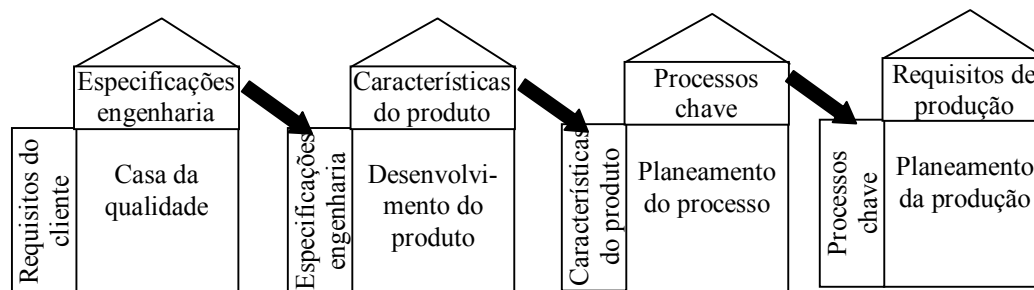 Especificações
engenharia
Requisitos do
cliente
Casa da
qualidade
Características
do produto
Especificações
engenharia
Desenvolvi-
mento do
produto
Processos
chave
Características
do produto
Planeamento
do processo
Requisitos de
produção
Processos
chave
Planeamento
da produção